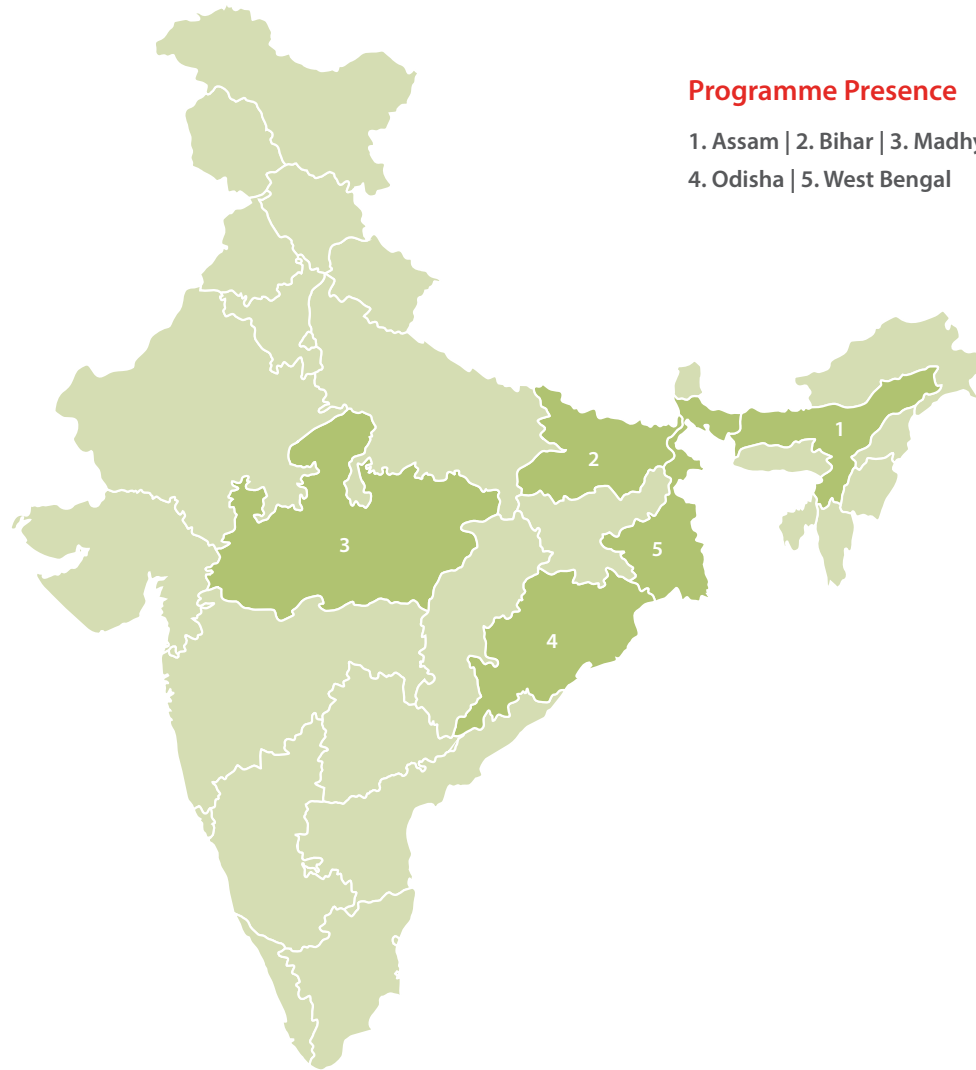 Programme Presence
1. Assam | 2. Bihar | 3. Madhy
4. Odisha | 5. West Bengal
1
2
3
5
4